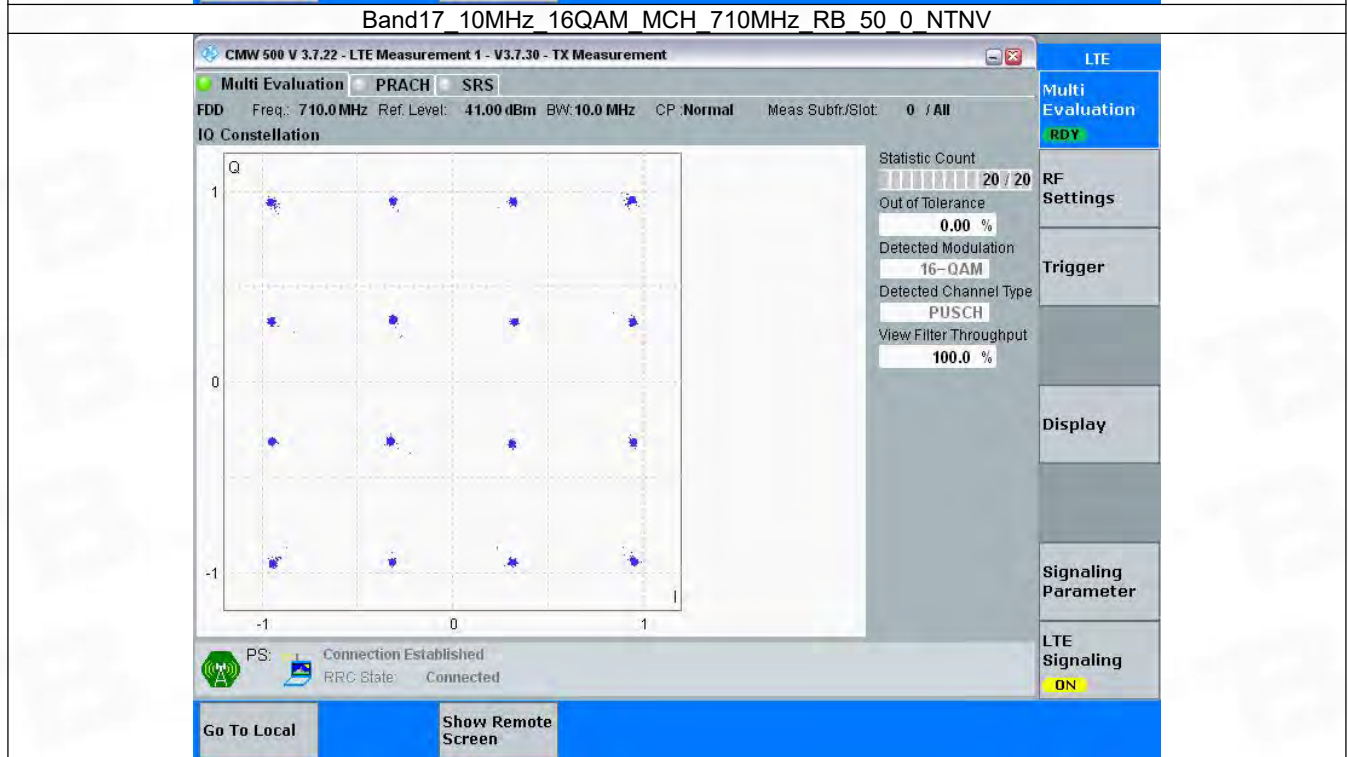 Band17_10MHz_16QAM_MCH_710MHz_RB_50_0_NTNV
CMW 500 V 3.7.22 - LTE Measurement 1 - V3.7.30 - TX Measurement
LTE
Multi Evaluation PRACH SRS
Multi
Evaluation
RDY
FDD Freq.: 710.0 MHz Ref. Level: 41.00 dBm BW: 10.0 MHz CP :Normal Meas Subfr./Slot: 0 / All
IQ Constellation
Q
1
0
-1
I
-1 0 1
Statistic Count
20 / 20
Out of Tolerance
0.00 %
Detected Modulation
16-QAM
Detected Channel Type
PUSCH
View Filter Throughput
100.0 %
RF
Settings
Trigger
Display
Signaling
Parameter
LTE
Signaling
ON
PS: Connection Established
RRC State: Connected
Go To Local
Show Remote
Screen